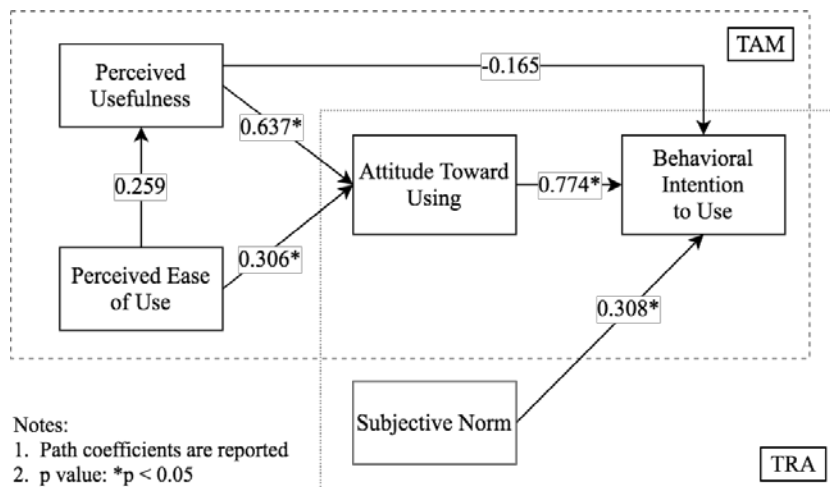 TAM
Perceived
Usefulness
-0.165
0.637*
Attitude Toward
Using
0.774*
Behavioral
Intention
to Use
0.259
0.306*
Perceived Ease
of Use
0.308*
Subjective Norm
Notes:
1. Path coefficients are reported
2. p value: *p < 0.05
TRA